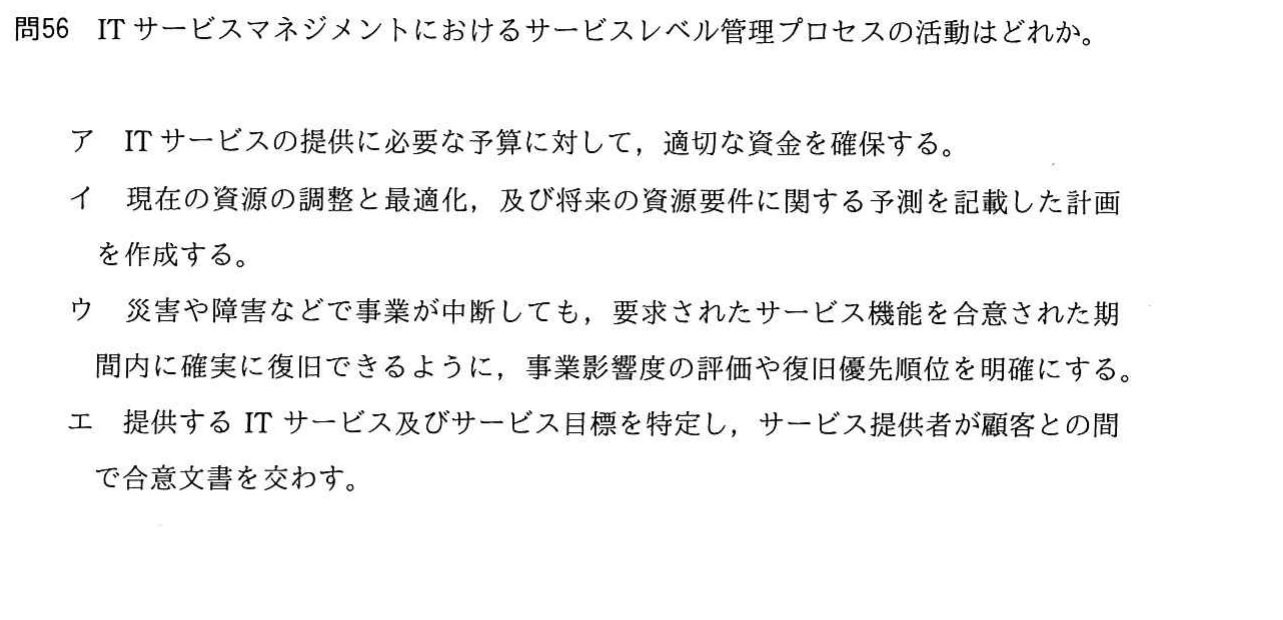 問56 IT サービスマネジメントにおけるサービスレベル管理プロセスの活動はどれか。
ア IT サービスの提供に必要な予算に対して，適切な資金を確保する。
イ 現在の資源の調整と最適化，及び将来の資源要件に関する予測を記載した計画
を作成する。
ウ 災害や障害などで事業が中断しても，要求されたサービス機能を合意された期
間内に確実に復旧できるように，事業影響度の評価や復旧優先順位を明確にする。
エ 提供する IT サービス及びサービス目標を特定し，サービス提供者が顧客との間
で合意文書を交わす。